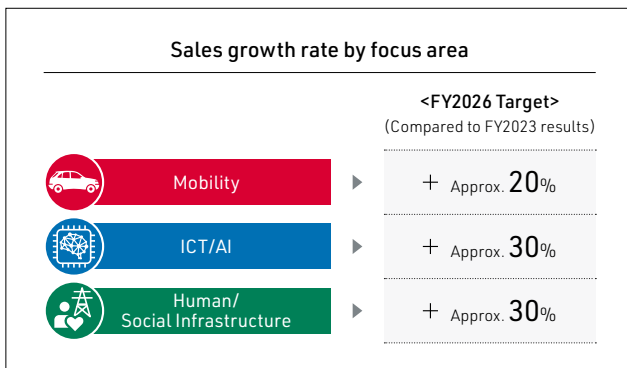 Sales growth rate by focus area
<FY2026 Target>
(Compared to FY2023 results)
Mobility
+ Approx. 20%
ICT/AI
+ Approx. 30%
Human/
Social Infrastructure
+ Approx. 30%